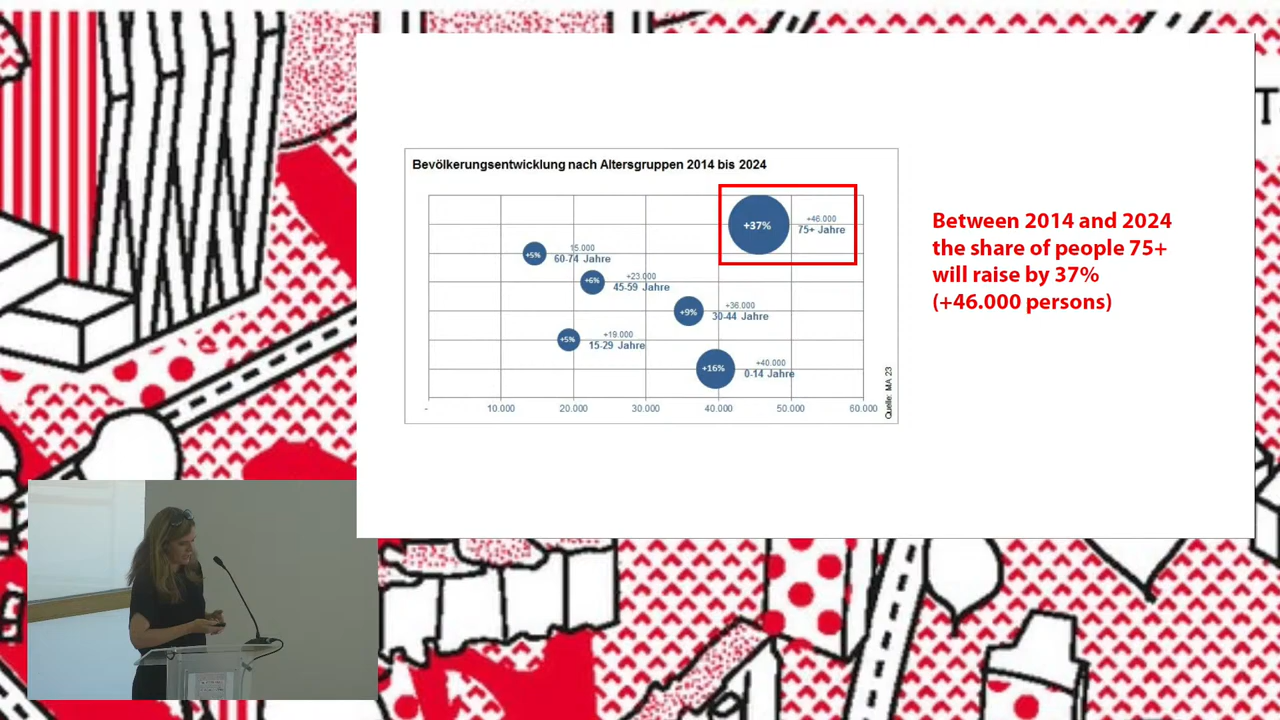 Bevölkerungsentwicklung nach Altersgruppen 2014 bis 2024
+37%
+46.000
75+ Jahre
+5%
15.000
60-74 Jahre
+6%
+23.000
45-59 Jahre
+9%
+36.000
30-44 Jahre
+5%
+19.000
15-29 Jahre
+16%
+40.000
0-14 Jahre
-
10.000
20.000
30.000
40.000
50.000
60.000
Quelle: MA 23
Between 2014 and 2024
the share of people 75+
will raise by 37%
(+46.000 persons)